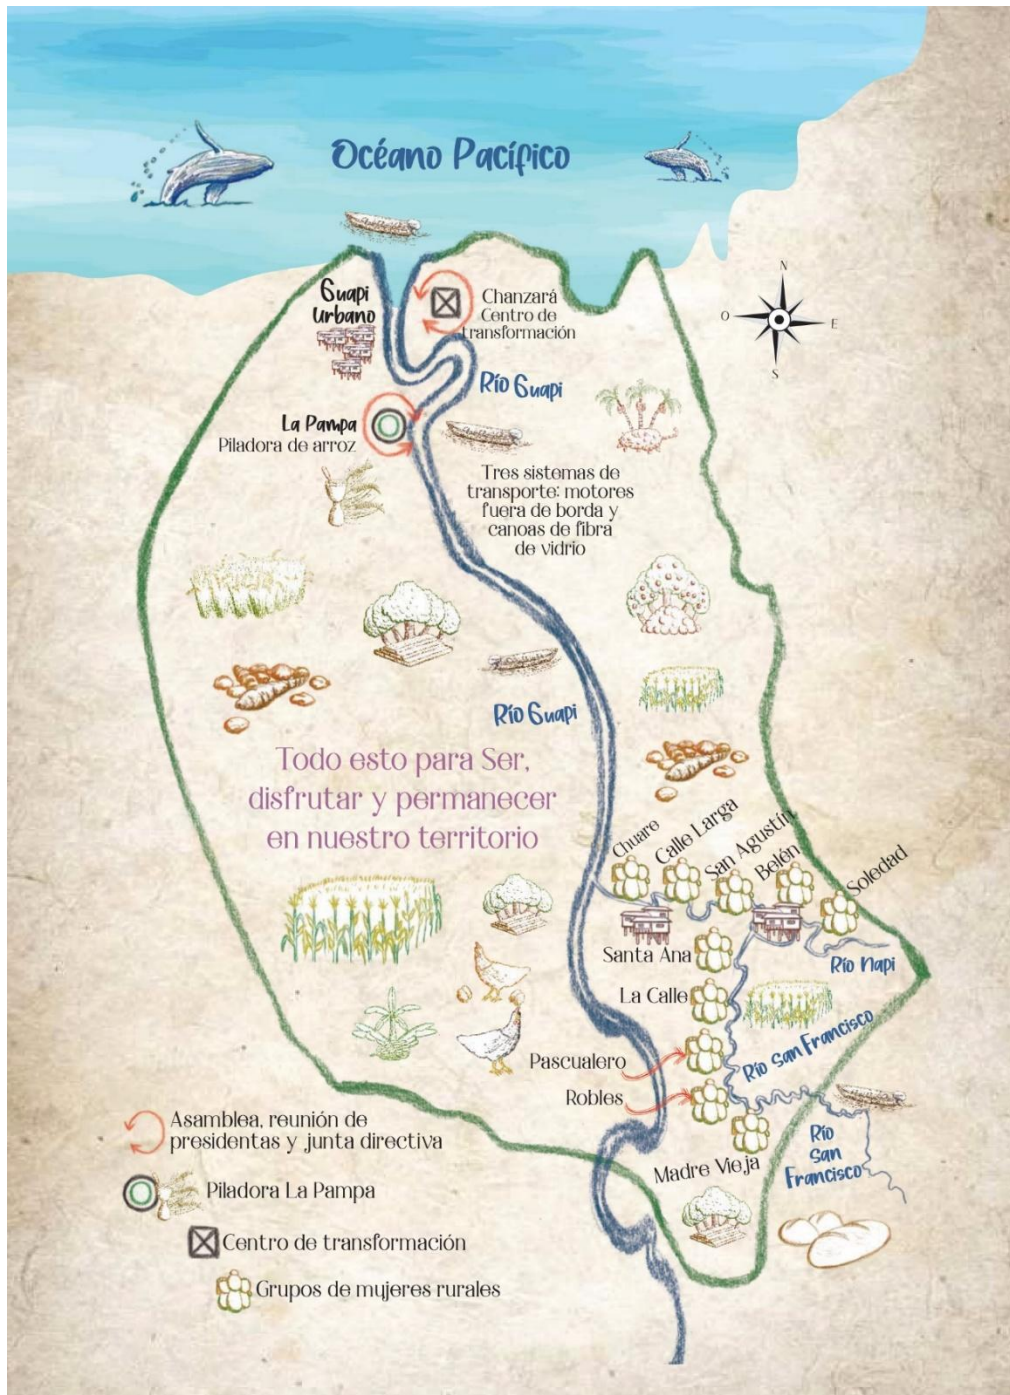 Océano Pacífico
Guapi
Urbano
Chanzará
Centro de
transformación
N
O
E
S
Río Guapi
La Pampa
Piladora de arroz
Tres sistemas de
transporte: motores
fuera de borda y
canoas de fibra
de vidrio
Río Guapi
Todo esto para Ser,
disfrutar y permanecer
en nuestro territorio
Chuare
Calle Larga
San Agustín
Belén
Soledad
Santa Ana
Río Napi
La Calle
Río San Francisco
Pascualero
Robles
Río
San
Francisco
Madre Vieja
Asamblea, reunión de
presidentas y junta directiva
Piladora La Pampa
Centro de transformación
Grupos de mujeres rurales